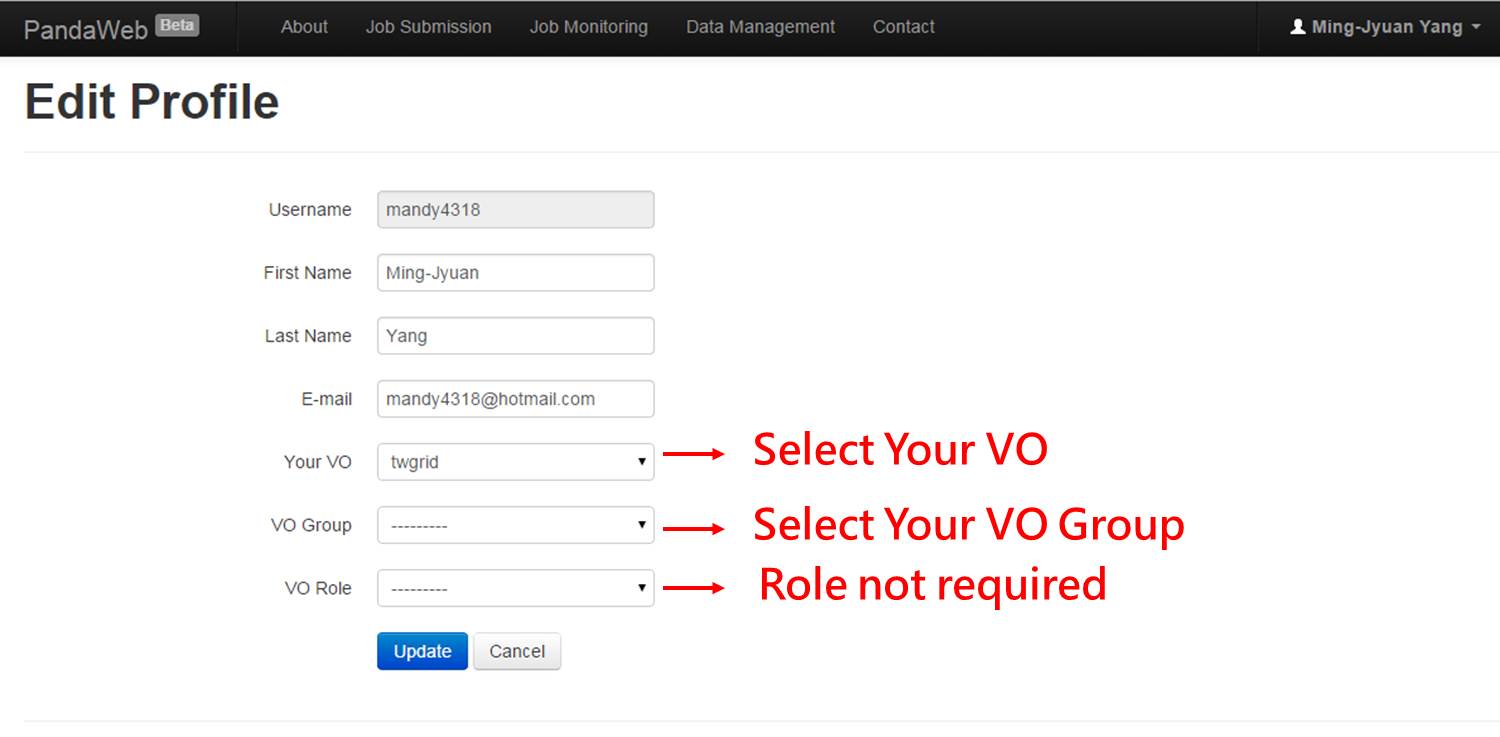 PandaWeb Beta About Job Submission Job Monitoring Data Management Contact Ming-Jyuan Yang
Edit Profile
Username mandy4318
First Name Ming-Jyuan
Last Name Yang
E-mail mandy4318@hotmail.com
Your VO twgrid Select Your VO
VO Group --------- Select Your VO Group
VO Role --------- Role not required
Update Cancel